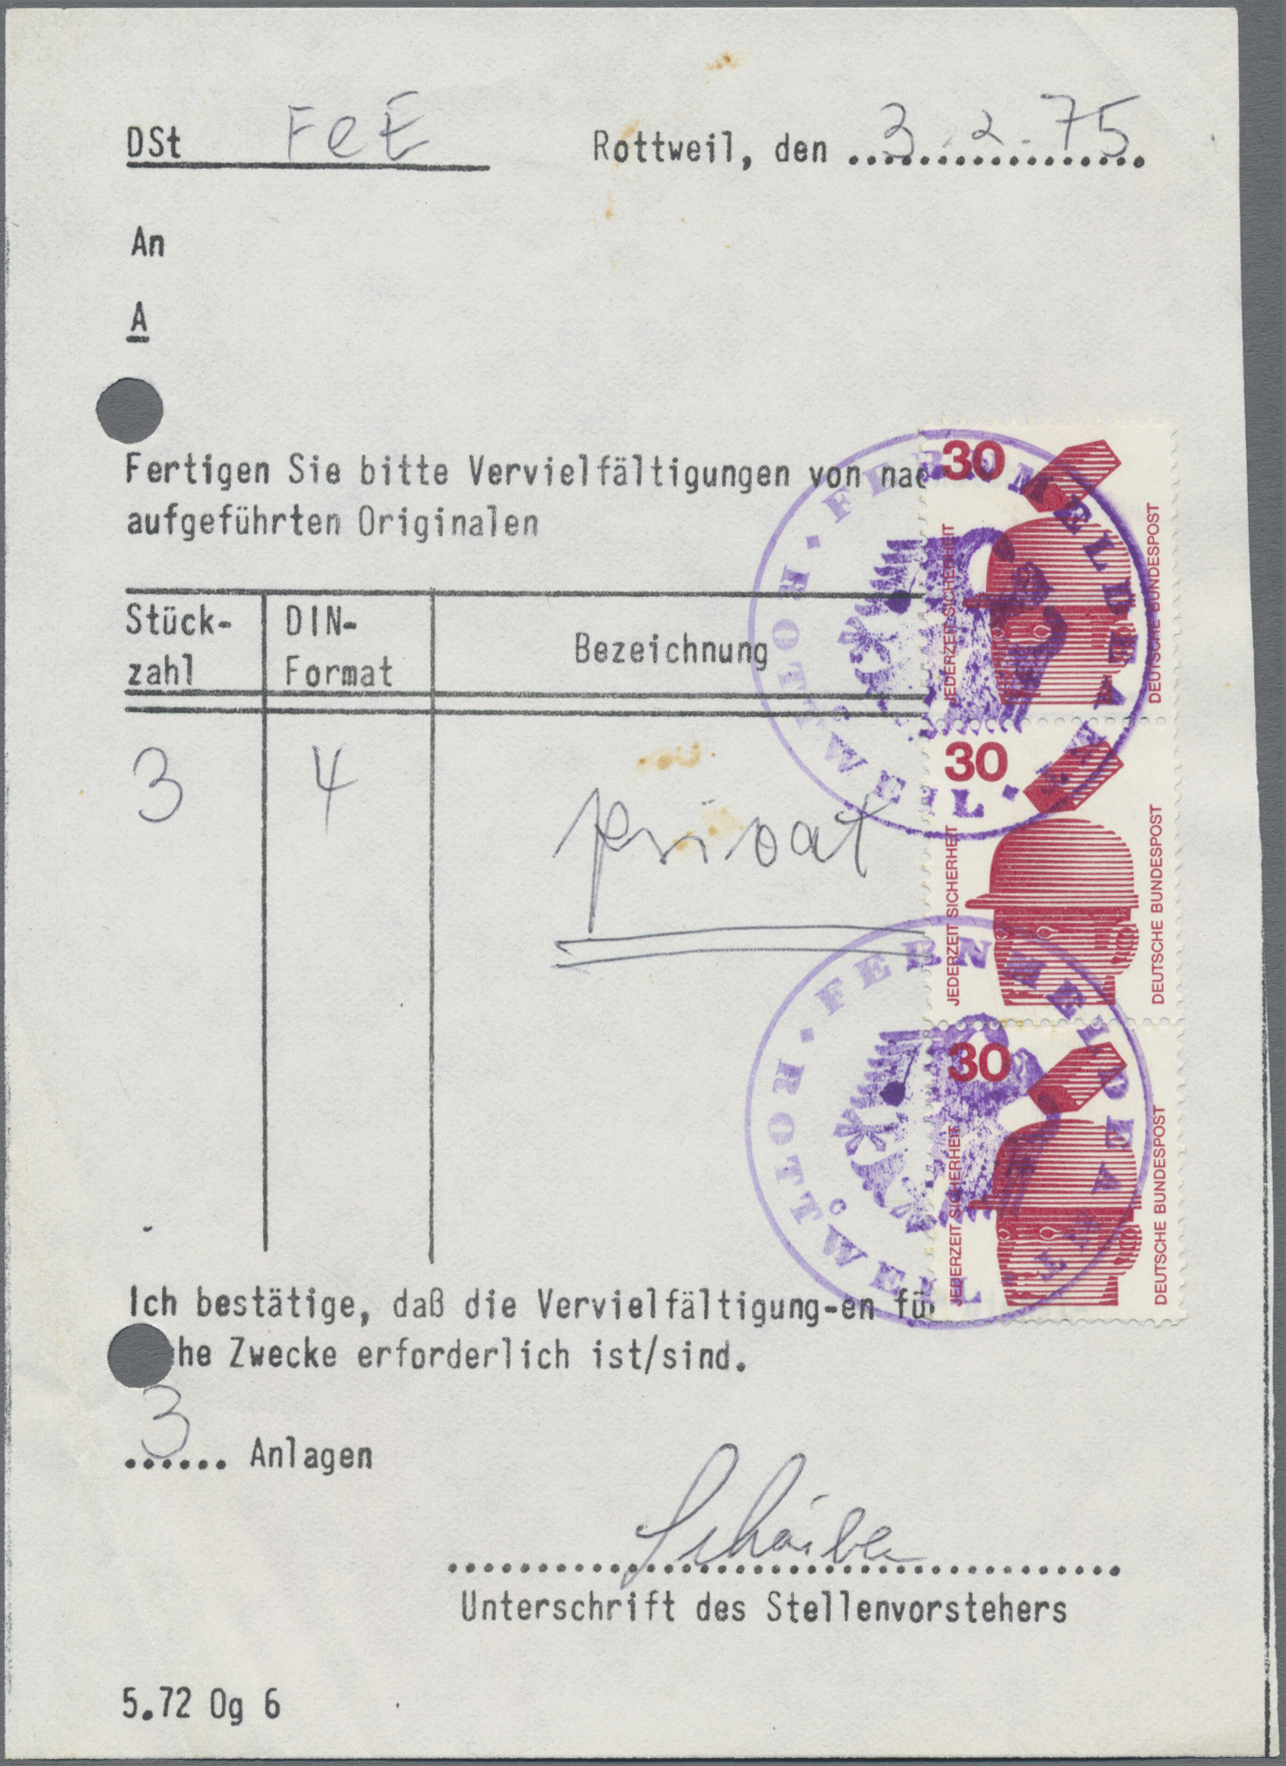 DSt FeE Rottweil, den 3.2.75
An
A
Fertigen Sie bitte Vervielfältigungen von nac
aufgeführten Originalen
Stück-
zahl
DIN-
Format
Bezeichnung
3 4 privat
30
JEDERZEIT SICHERHEIT
DEUTSCHE BUNDESPOST
30
JEDERZEIT SICHERHEIT
DEUTSCHE BUNDESPOST
30
JEDERZEIT SICHERHEIT
DEUTSCHE BUNDESPOST
FERNMELDEAMT ROTTWEIL
FERNMELDEAMT ROTTWEIL
Ich bestätige, daß die Vervielfältigung-en fü
he Zwecke erforderlich ist/sind.
3 Anlagen
Unterschrift des Stellenvorstehers
5.72 Og 6